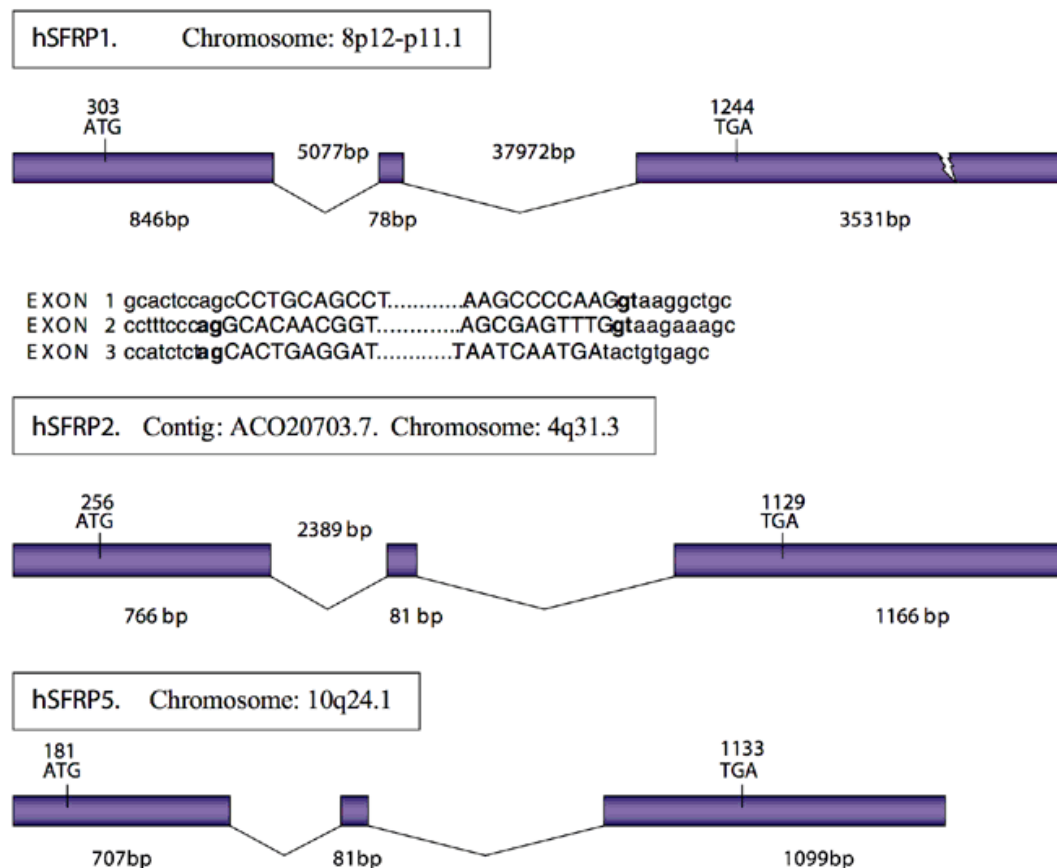 hSFRP1. Chromosome: 8p12-p11.1
303 1244
ATG TGA
5077bp 37972bp
846bp 78bp 3531bp
EXON 1 gcactccagcCCTGCAGCCT............AAGCCCCAAGgtaaggctgc
EXON 2 cctttcccagGCACAACGGT.............AGCGAGTTTGgtaagaaagc
EXON 3 ccatctctagCACTGAGGAT............TAATCAATGAtactgtgagc
hSFRP2. Contig: ACO20703.7. Chromosome: 4q31.3
256 1129
ATG TGA
2389 bp
766 bp 81 bp 1166 bp
hSFRP5. Chromosome: 10q24.1
181 1133
ATG TGA
707bp 81bp 1099bp